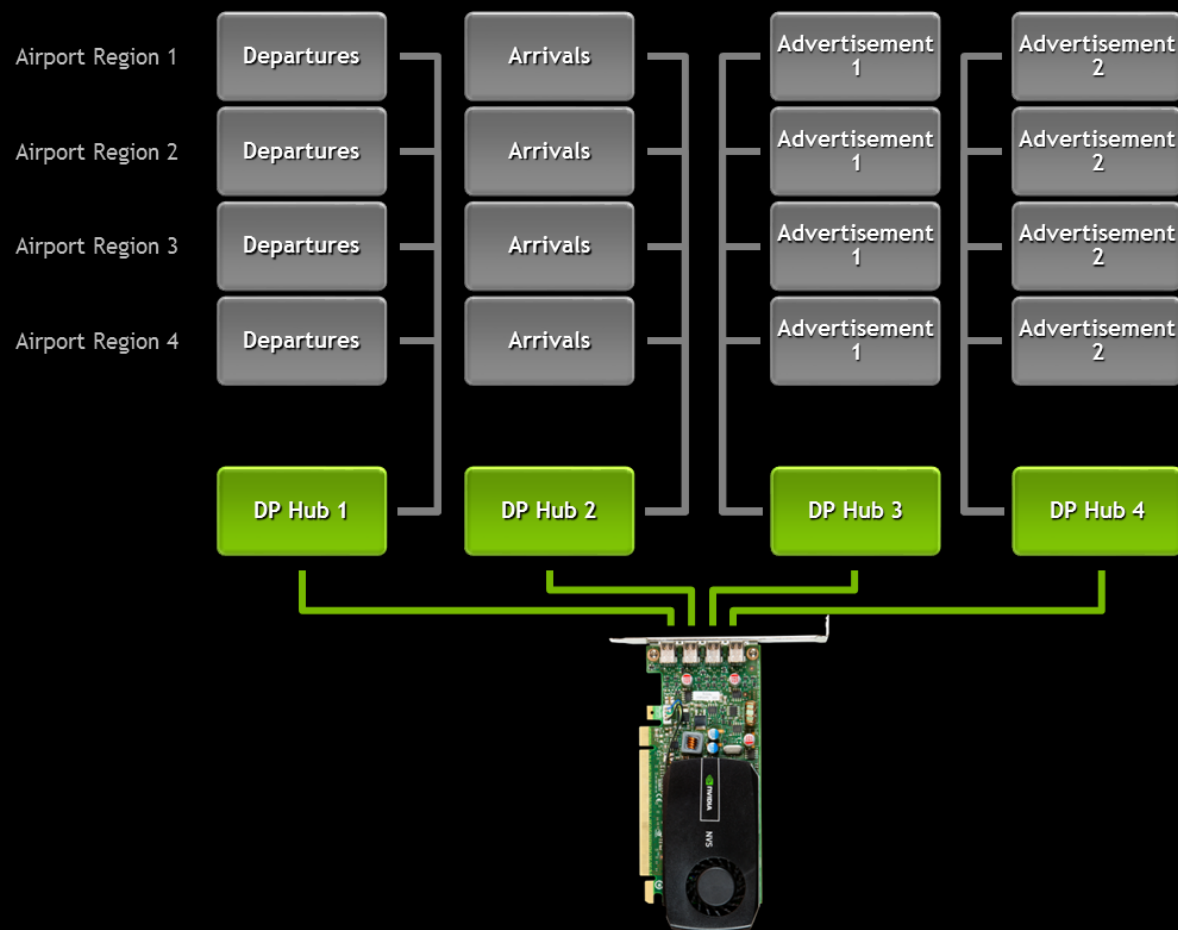 Airport Region 1
Departures
Arrivals
Advertisement
1
Advertisement
2
Airport Region 2
Departures
Arrivals
Advertisement
1
Advertisement
2
Airport Region 3
Departures
Arrivals
Advertisement
1
Advertisement
2
Airport Region 4
Departures
Arrivals
Advertisement
1
Advertisement
2
DP Hub 1
DP Hub 2
DP Hub 3
DP Hub 4
NVIDIA
NVS